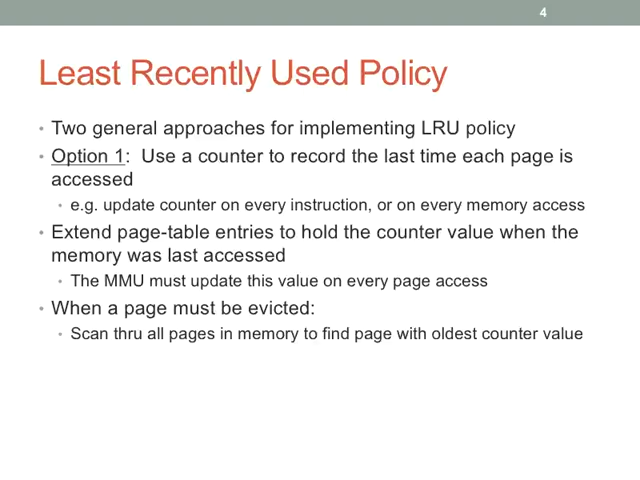 4
Least Recently Used Policy
• Two general approaches for implementing LRU policy
• Option 1: Use a counter to record the last time each page is
accessed
• e.g. update counter on every instruction, or on every memory access
• Extend page-table entries to hold the counter value when the
memory was last accessed
• The MMU must update this value on every page access
• When a page must be evicted:
• Scan thru all pages in memory to find page with oldest counter value